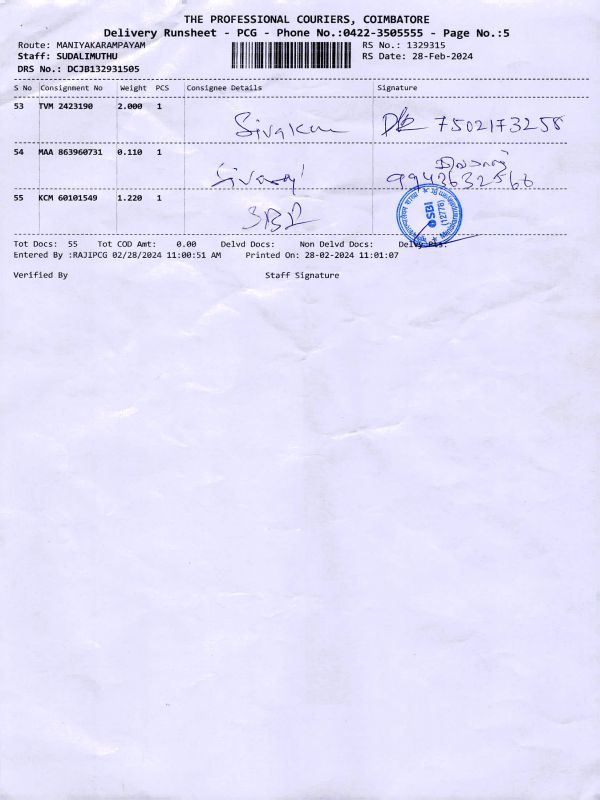 THE PROFESSIONAL COURIERS, COIMBATORE
Delivery Runsheet - PCG - Phone No.:0422-3505555 - Page No.:5
Route: MANIYAKARAMPAYAM RS No.: 1329315
Staff: SUDALIMUTHU RS Date: 28-Feb-2024
DRS No.: DCJB132931505
S No Consignment No Weight PCS Consignee Details Signature
53 TVM 2423190 2.000 1 7502173258
54 MAA 863960731 0.110 1
9943632566
55 KCM 60101549 1.220 1 SBI
SBI
(12778)
Tot Docs: 55 Tot COD Amt: 0.00 Delvd Docs: Non Delvd Docs:
Entered By :RAJIPCG 02/28/2024 11:00:51 AM Printed On: 28-02-2024 11:01:07
Verified By Staff Signature